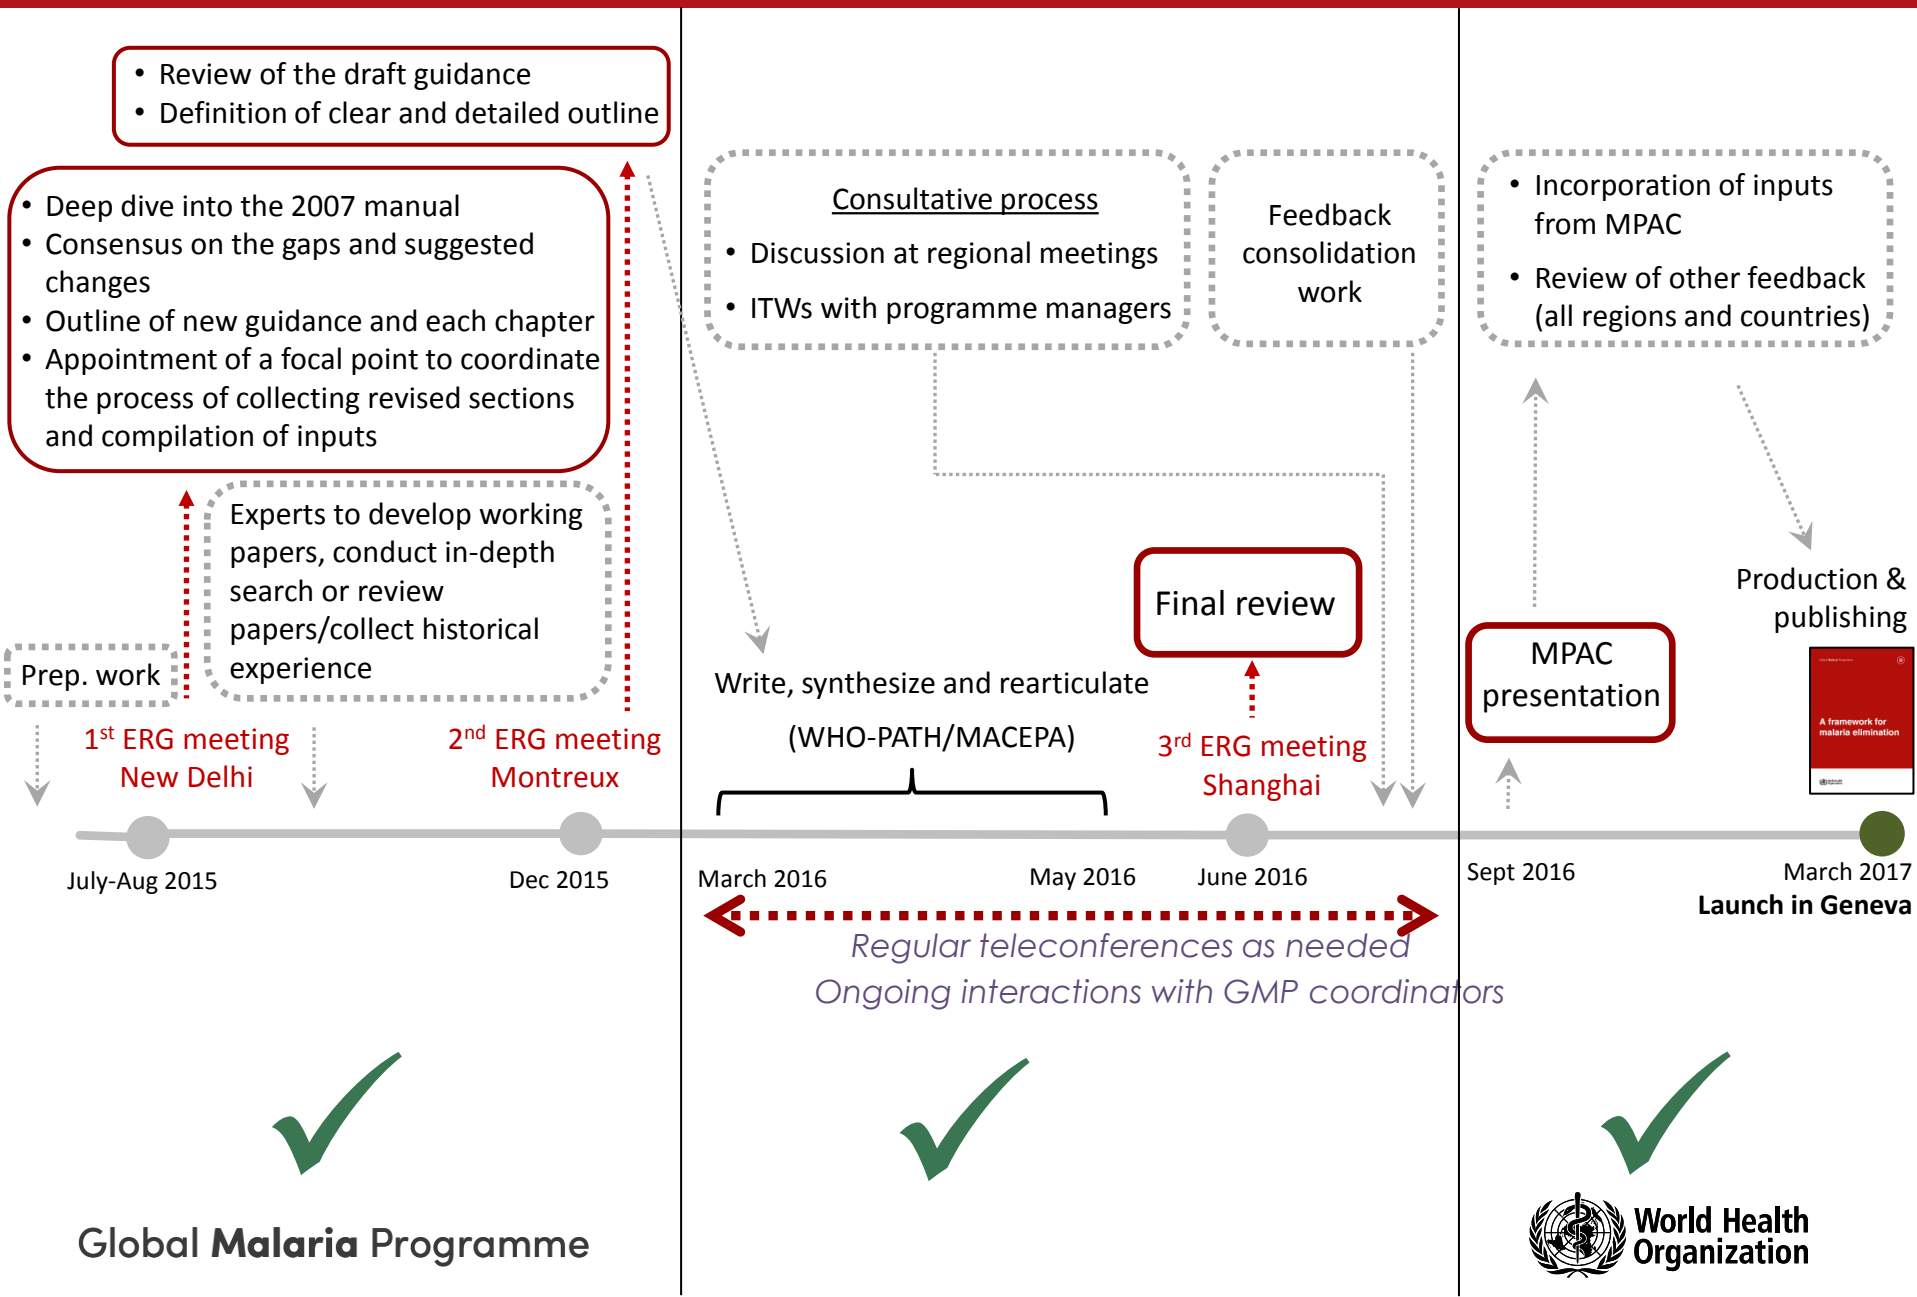 • Review of the draft guidance
• Definition of clear and detailed outline
• Deep dive into the 2007 manual
• Consensus on the gaps and suggested
changes
• Outline of new guidance and each chapter
• Appointment of a focal point to coordinate
the process of collecting revised sections
and compilation of inputs
Experts to develop working
papers, conduct in-depth
search or review
papers/collect historical
experience
Prep. work
1st ERG meeting
New Delhi
2nd ERG meeting
Montreux
July-Aug 2015
Dec 2015
Consultative process
• Discussion at regional meetings
• ITWs with programme managers
Feedback
consolidation
work
Final review
Write, synthesize and rearticulate
(WHO-PATH/MACEPA)
3rd ERG meeting
Shanghai
March 2016
May 2016
June 2016
Regular teleconferences as needed
Ongoing interactions with GMP coordinators
• Incorporation of inputs
from MPAC
• Review of other feedback
(all regions and countries)
Production &
publishing
MPAC
presentation
A framework for
malaria elimination
Sept 2016
March 2017
Launch in Geneva
Global Malaria Programme
World Health
Organization